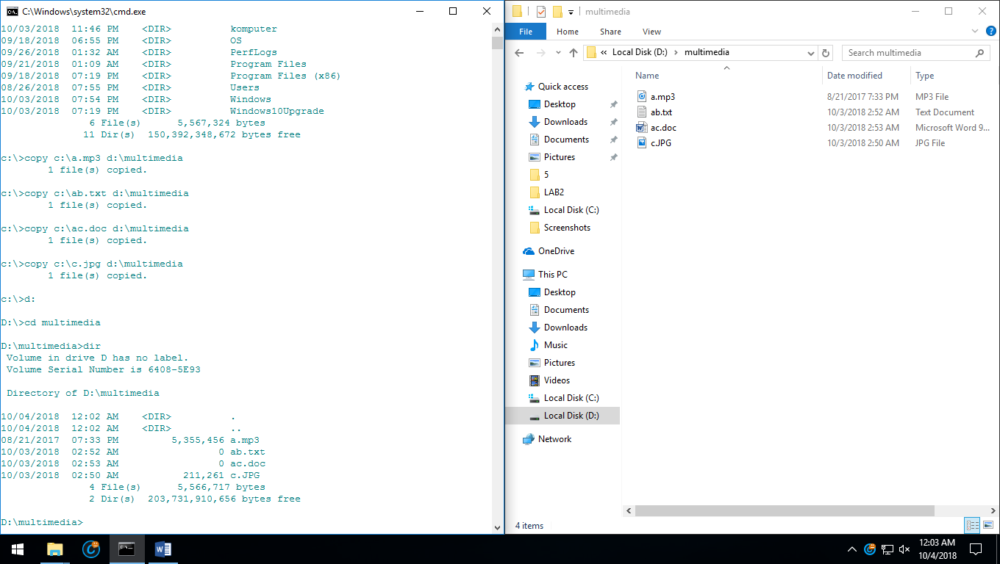 C:\Windows\system32\cmd.exe
10/03/2018  11:46 PM    <DIR>          komputer
09/18/2018  06:55 PM    <DIR>          OS
09/26/2018  01:32 AM    <DIR>          PerfLogs
09/21/2018  01:09 AM    <DIR>          Program Files
09/18/2018  07:19 PM    <DIR>          Program Files (x86)
08/26/2018  07:55 PM    <DIR>          Users
10/03/2018  07:54 PM    <DIR>          Windows
10/03/2018  07:19 PM    <DIR>          Windows10Upgrade
6 File(s)      5,567,324 bytes
11 Dir(s)  150,392,348,672 bytes free
c:\>copy c:\a.mp3 d:\multimedia
1 file(s) copied.
c:\>copy c:\ab.txt d:\multimedia
1 file(s) copied.
c:\>copy c:\ac.doc d:\multimedia
1 file(s) copied.
c:\>copy c:\c.jpg d:\multimedia
1 file(s) copied.
c:\>d:
D:\>cd multimedia
D:\multimedia>dir
Volume in drive D has no label.
Volume Serial Number is 6408-5E93
Directory of D:\multimedia
10/04/2018  12:02 AM    <DIR>          .
10/04/2018  12:02 AM    <DIR>          ..
08/21/2017  07:33 PM         5,355,456 a.mp3
10/03/2018  02:52 AM                 0 ab.txt
10/03/2018  02:53 AM                 0 ac.doc
10/03/2018  02:50 AM           211,261 c.JPG
4 File(s)      5,566,717 bytes
2 Dir(s)  203,731,910,656 bytes free
D:\multimedia>
multimedia
File Home Share View
« Local Disk (D:) > multimedia
Search multimedia
Quick access
Desktop
Downloads
Documents
Pictures
5
LAB2
Local Disk (C:)
Screenshots
OneDrive
This PC
Desktop
Documents
Downloads
Music
Pictures
Videos
Local Disk (C:)
Local Disk (D:)
Network
Name Date modified Type
a.mp3 8/21/2017 7:33 PM MP3 File
ab.txt 10/3/2018 2:52 AM Text Document
ac.doc 10/3/2018 2:53 AM Microsoft Word 9...
c.JPG 10/3/2018 2:50 AM JPG File
4 items
12:03 AM
10/4/2018